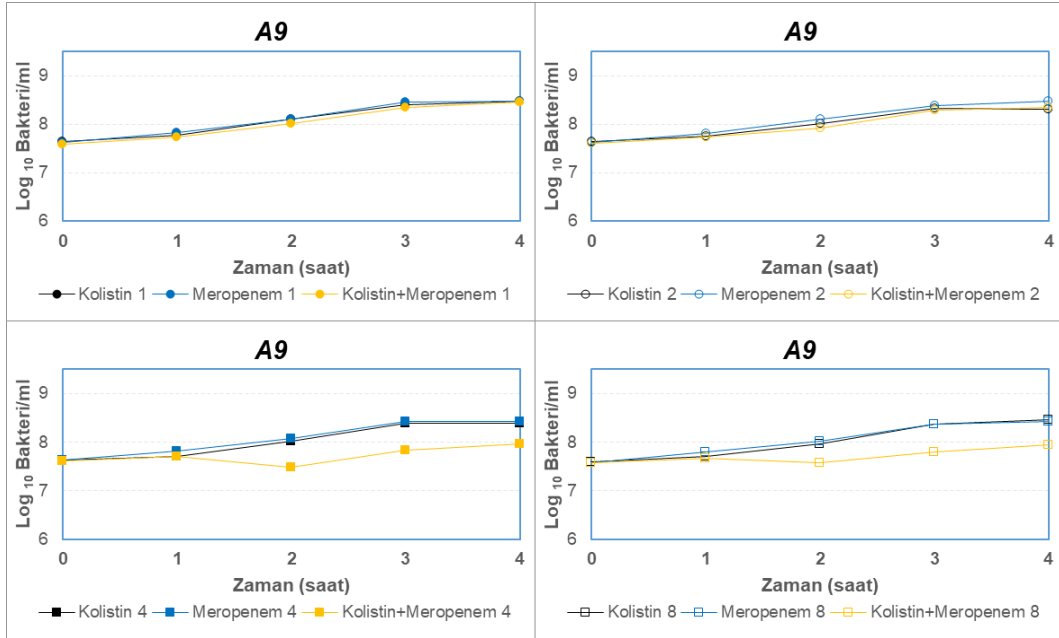 A9
Log 10 Bakteri/ml
9
8
7
6
0 1 2 3 4
Zaman (saat)
Kolistin 1 Meropenem 1 Kolistin+Meropenem 1
A9
Log 10 Bakteri/ml
9
8
7
6
0 1 2 3 4
Zaman (saat)
Kolistin 2 Meropenem 2 Kolistin+Meropenem 2
A9
Log 10 Bakteri/ml
9
8
7
6
0 1 2 3 4
Zaman (saat)
Kolistin 4 Meropenem 4 Kolistin+Meropenem 4
A9
Log 10 Bakteri/ml
9
8
7
6
0 1 2 3 4
Zaman (saat)
Kolistin 8 Meropenem 8 Kolistin+Meropenem 8